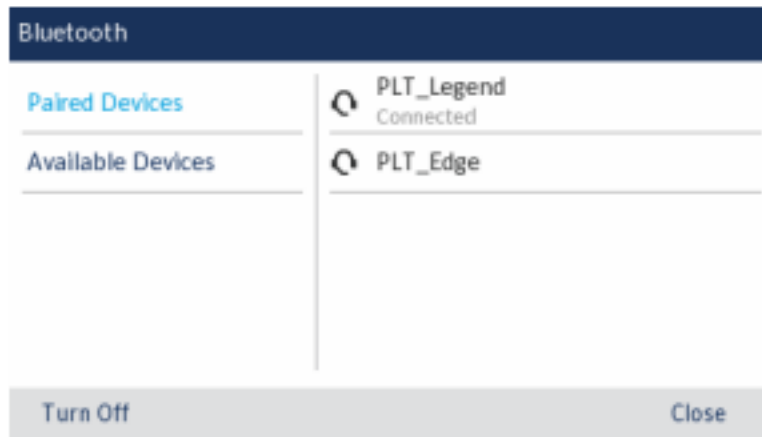 Bluetooth
Paired Devices
Available Devices
PLT_Legend
Connected
PLT_Edge
Turn Off
Close